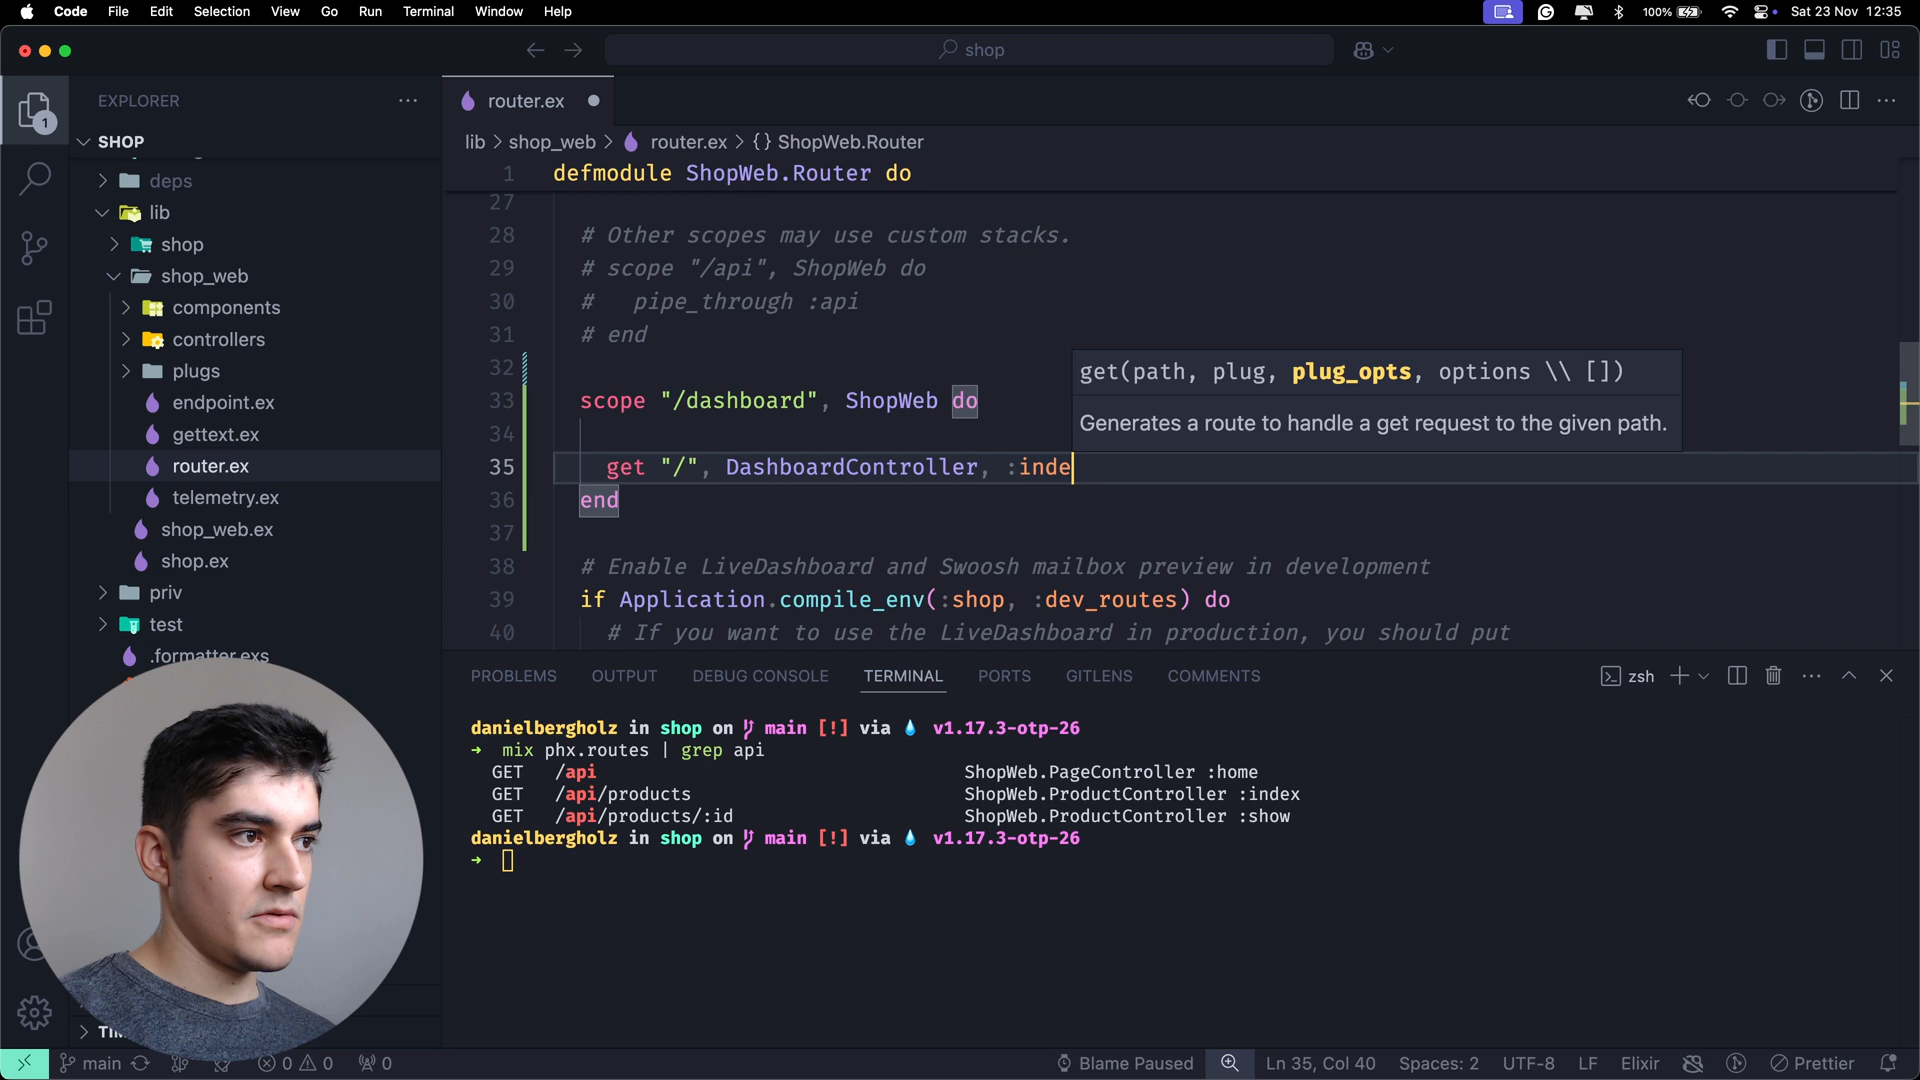 Code File Edit Selection View Go Run Terminal Window Help
100% Sat 23 Nov 12:35
shop
EXPLORER
SHOP
deps
lib
shop
shop_web
components
controllers
plugs
endpoint.ex
gettext.ex
router.ex
telemetry.ex
shop_web.ex
shop.ex
priv
test
.formatter.exs
1
router.ex
lib > shop_web > router.ex > {} ShopWeb.Router
1 defmodule ShopWeb.Router do
27
28 # Other scopes may use custom stacks.
29 # scope "/api", ShopWeb do
30 #   pipe_through :api
31 # end
32
33 scope "/dashboard", ShopWeb do
34
35 get "/", DashboardController, :inde
36 end
37
38 # Enable LiveDashboard and Swoosh mailbox preview in development
39 if Application.compile_env(:shop, :dev_routes) do
40 # If you want to use the LiveDashboard in production, you should put
get(path, plug, plug_opts, options \\ [])
Generates a route to handle a get request to the given path.
PROBLEMS OUTPUT DEBUG CONSOLE TERMINAL PORTS GITLENS COMMENTS
zsh
danielbergholz in shop on main [!] via v1.17.3-otp-26
→ mix phx.routes | grep api
GET /api ShopWeb.PageController :home
GET /api/products ShopWeb.ProductController :index
GET /api/products/:id ShopWeb.ProductController :show
danielbergholz in shop on main [!] via v1.17.3-otp-26
→
main 0 0 0
Blame Paused Ln 35, Col 40 Spaces: 2 UTF-8 LF Elixir Prettier